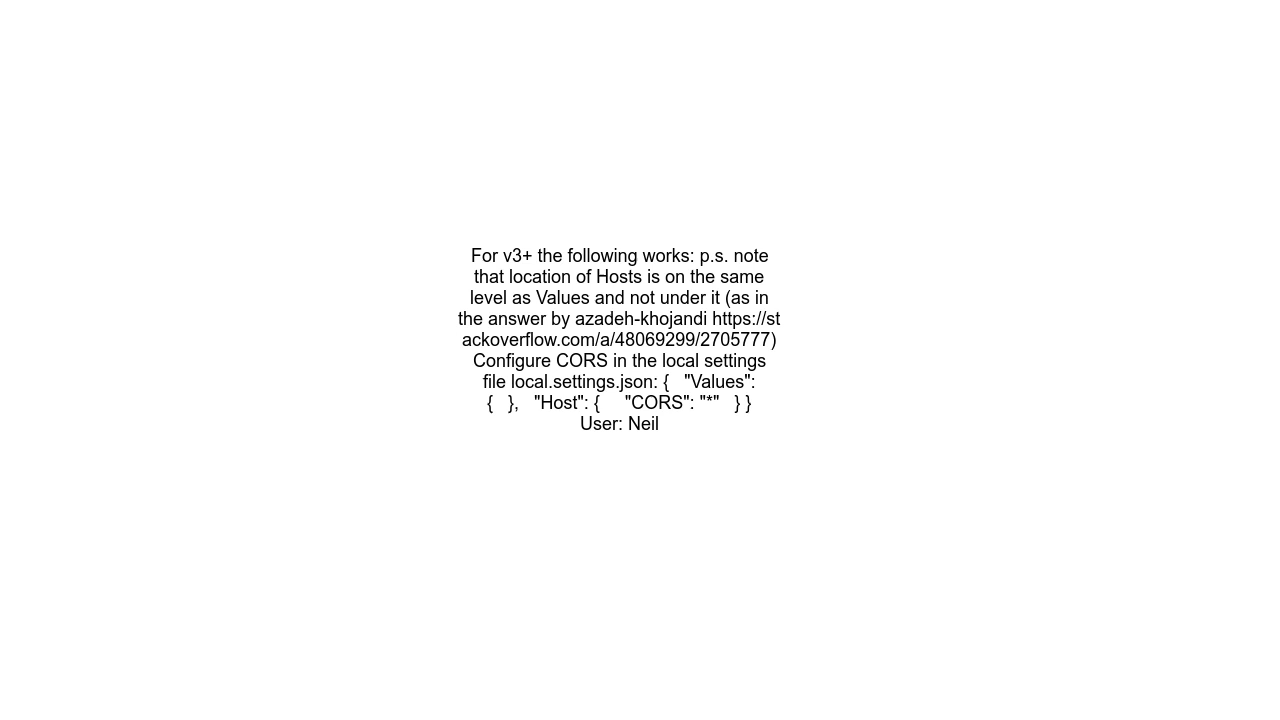 For v3+ the following works: p.s. note
that location of Hosts is on the same
level as Values and not under it (as in
the answer by azadeh-khojandi https://st
ackoverflow.com/a/48069299/2705777)
Configure CORS in the local settings
file local.settings.json: {   "Values":
{   },   "Host": {     "CORS": "*"   } }
User: Neil